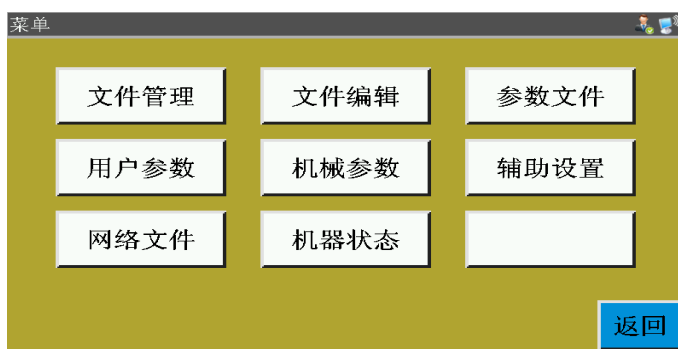 菜单
文件管理 文件编辑 参数文件
用户参数 机械参数 辅助设置
网络文件 机器状态
返回